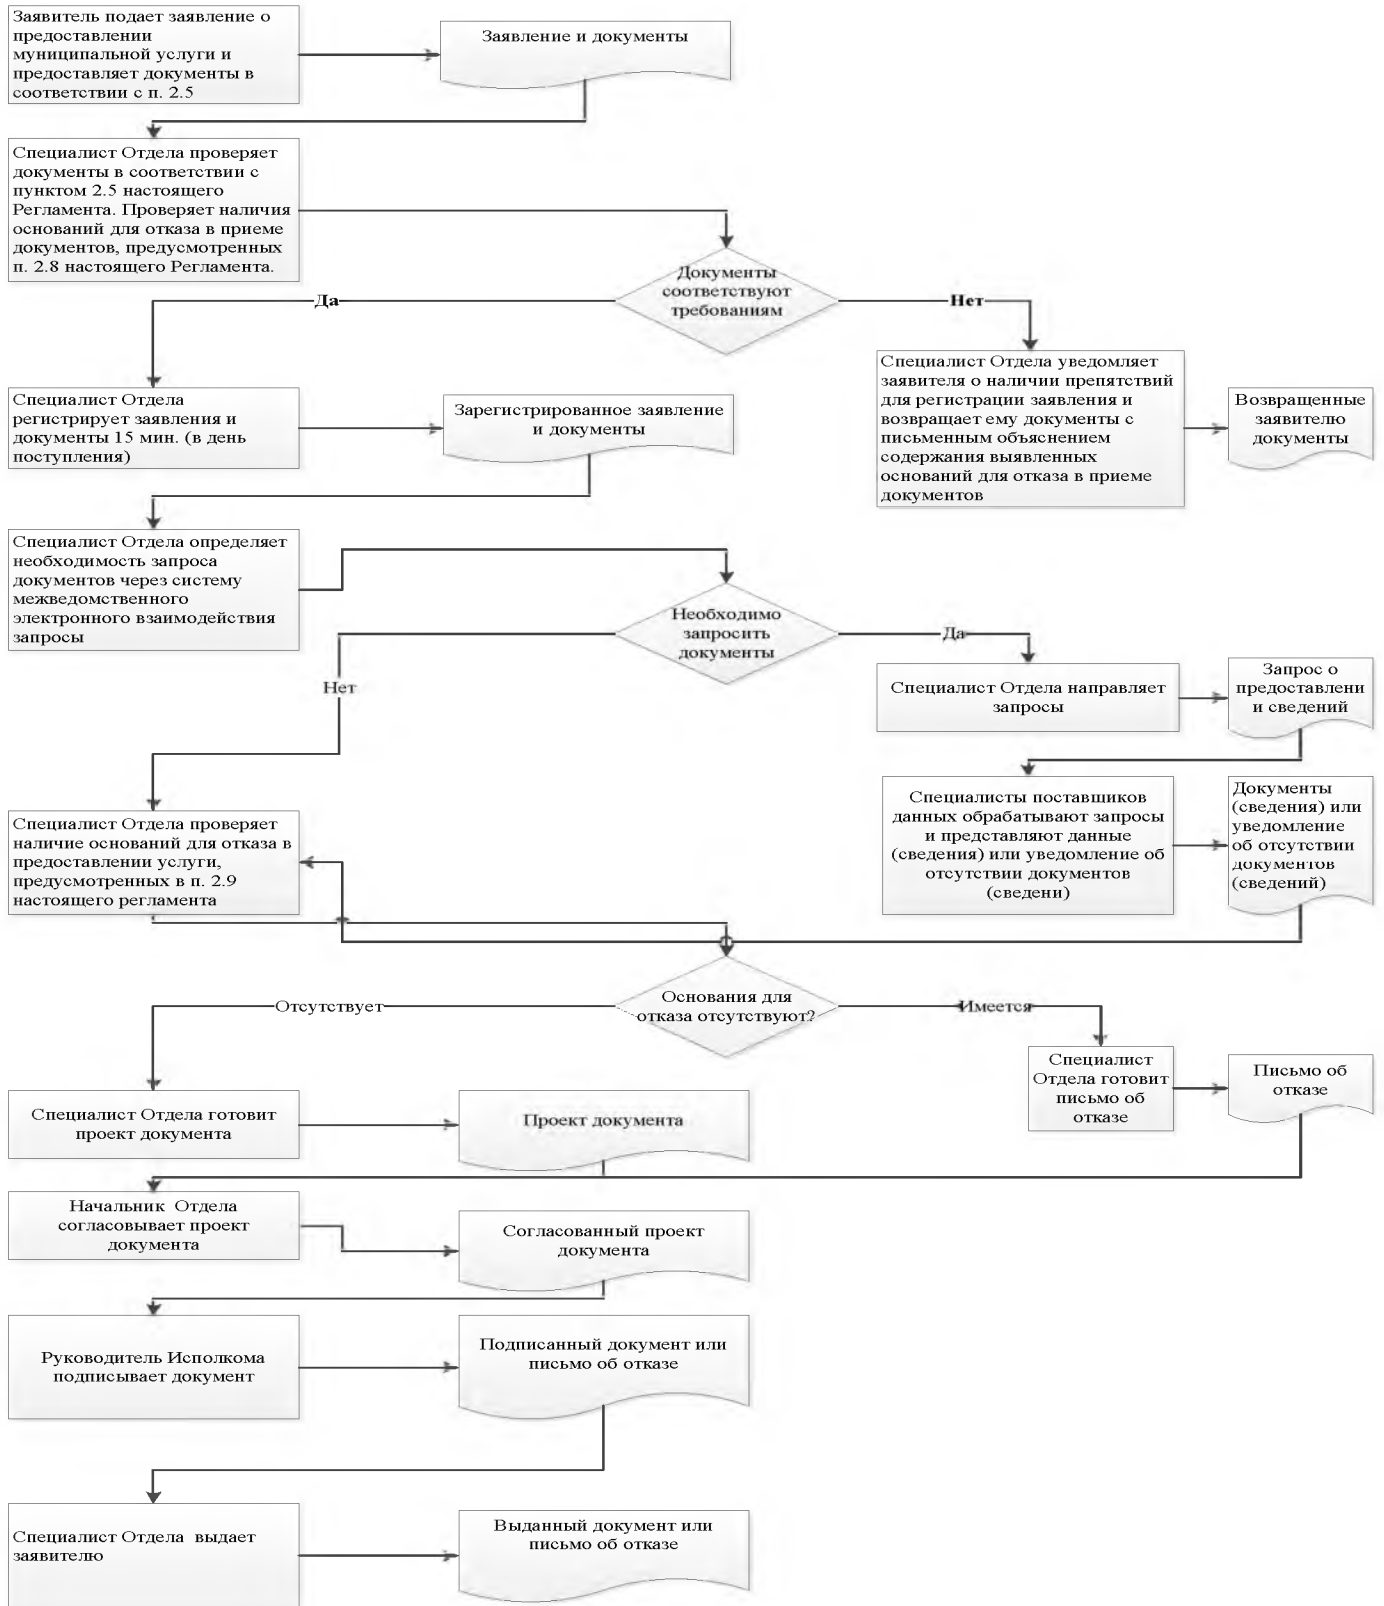 Заявитель подает заявление о
предоставлении
муниципальной услуги и
предоставляет документы в
соответствии с п. 2.5
Заявление и документы
Специалист Отдела проверяет
документы в соответствии с
пунктом 2.5 настоящего
Регламента. Проверяет наличия
оснований для отказа в приеме
документов, предусмотренных
п. 2.8 настоящего Регламента.
Документы
соответствуют
требованиям
Да
Нет
Специалист Отдела уведомляет
заявителя о наличии препятствий
для регистрации заявления и
возвращает ему документы с
письменным объяснением
содержания выявленных
оснований для отказа в приеме
документов
Возвращенные
заявителю
документы
Специалист Отдела
регистрирует заявления и
документы 15 мин. (в день
поступления)
Зарегистрированное заявление
и документы
Специалист Отдела определяет
необходимость запроса
документов через систему
межведомственного
электронного взаимодействия
запросы
Необходимо
запросить
документы
Да
Нет
Специалист Отдела направляет
запросы
Запрос о
предоставлени
и сведений
Специалисты поставщиков
данных обрабатывают запросы
и представляют данные
(сведения) или уведомление об
отсутствии документов
(сведени)
Документы
(сведения) или
уведомление
об отсутствии
документов
(сведений)
Специалист Отдела проверяет
наличие оснований для отказа в
предоставлении услуги,
предусмотренных в п. 2.9
настоящего регламента
Основания для
отказа отсутствуют?
Отсутствует
Имеется
Специалист
Отдела готовит
письмо об
отказе
Письмо об
отказе
Специалист Отдела готовит
проект документа
Проект документа
Начальник Отдела
согласовывает проект
документа
Согласованный проект
документа
Руководитель Исполкома
подписывает документ
Подписанный документ или
письмо об отказе
Специалист Отдела выдает
заявителю
Выданный документ или
письмо об отказе